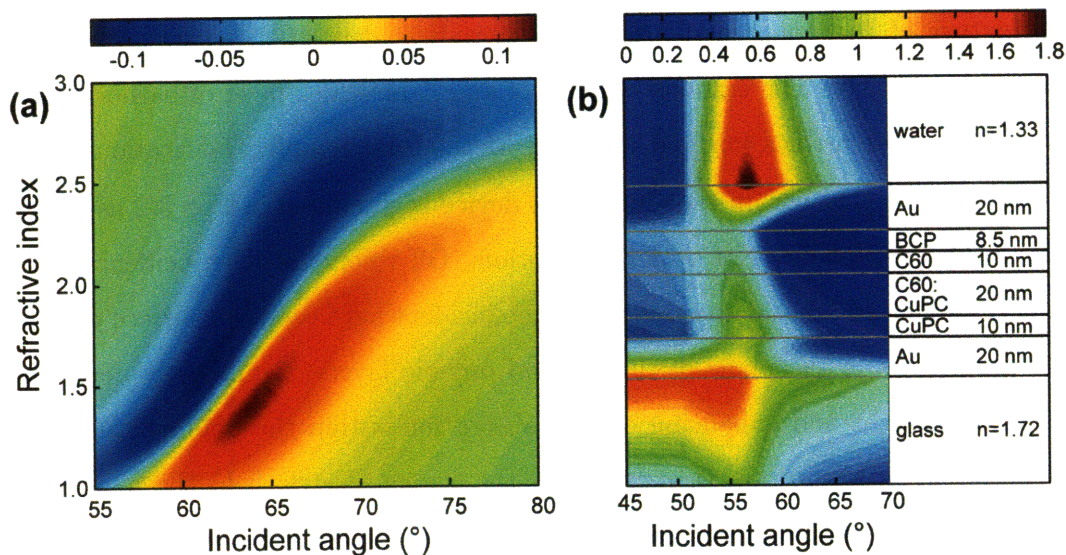 -0.1 -0.05 0 0.05 0.1
0 0.2 0.4 0.6 0.8 1 1.2 1.4 1.6 1.8
(a)
Refractive index
3.0
2.5
2.0
1.5
1.0
55 60 65 70 75 80
Incident angle (°)
(b)
water n=1.33
Au 20 nm
BCP 8.5 nm
C60 10 nm
C60:
CuPC 20 nm
CuPC 10 nm
Au 20 nm
glass n=1.72
45 50 55 60 65 70
Incident angle (°)